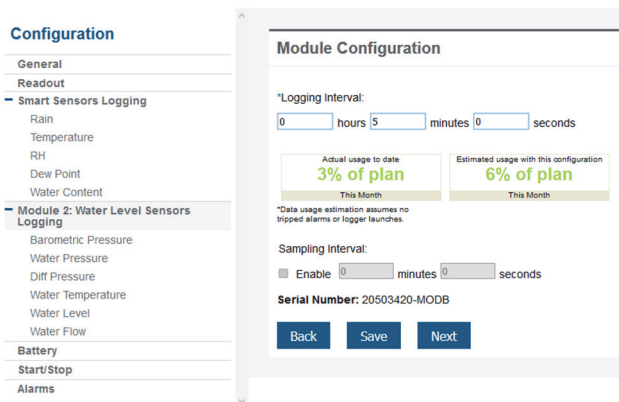 Configuration
General
Readout
Smart Sensors Logging
Rain
Temperature
RH
Dew Point
Water Content
Module 2: Water Level Sensors
Logging
Barometric Pressure
Water Pressure
Diff Pressure
Water Temperature
Water Level
Water Flow
Battery
Start/Stop
Alarms
Module Configuration
*Logging Interval:
0 hours 5 minutes 0 seconds
Actual usage to date
3% of plan
This Month
Estimated usage with this configuration
6% of plan
This Month
*Data usage estimation assumes no
tripped alarms or logger launches.
Sampling Interval:
Enable 0 minutes 0 seconds
Serial Number: 20503420-MODB
Back Save Next